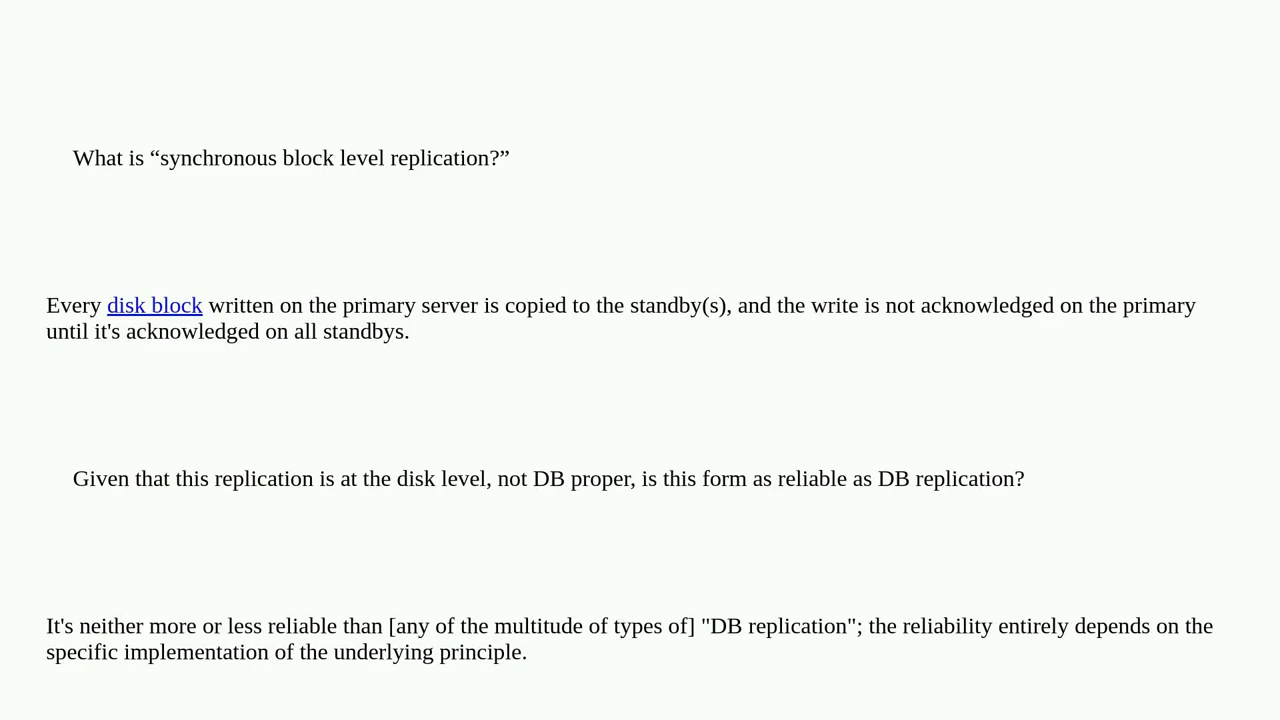 What is “synchronous block level replication?”
Every disk block written on the primary server is copied to the standby(s), and the write is not acknowledged on the primary
until it's acknowledged on all standbys.
Given that this replication is at the disk level, not DB proper, is this form as reliable as DB replication?
It's neither more or less reliable than [any of the multitude of types of] "DB replication"; the reliability entirely depends on the
specific implementation of the underlying principle.